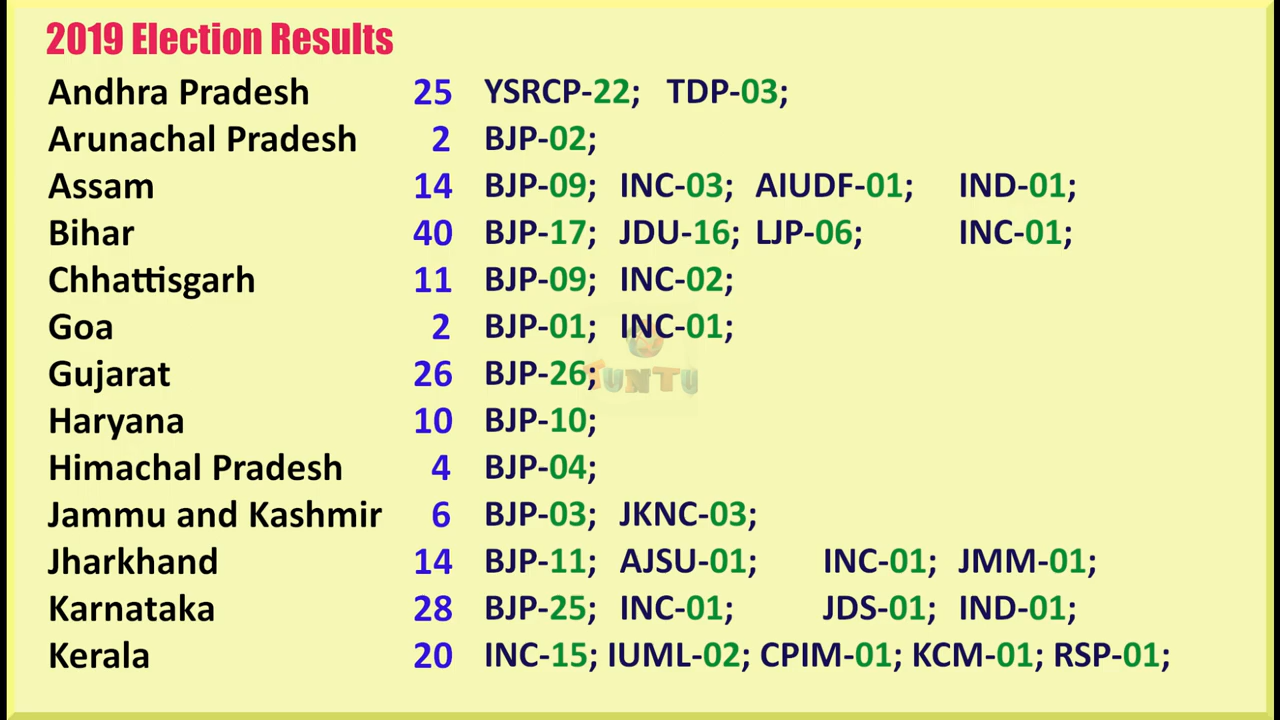 2019 Election Results
Andhra Pradesh 25 YSRCP-22; TDP-03;
Arunachal Pradesh 2 BJP-02;
Assam 14 BJP-09; INC-03; AIUDF-01; IND-01;
Bihar 40 BJP-17; JDU-16; LJP-06; INC-01;
Chhattisgarh 11 BJP-09; INC-02;
Goa 2 BJP-01; INC-01;
Gujarat 26 BJP-26;
TUNTU
Haryana 10 BJP-10;
Himachal Pradesh 4 BJP-04;
Jammu and Kashmir 6 BJP-03; JKNC-03;
Jharkhand 14 BJP-11; AJSU-01; INC-01; JMM-01;
Karnataka 28 BJP-25; INC-01; JDS-01; IND-01;
Kerala 20 INC-15; IUML-02; CPIM-01; KCM-01; RSP-01;